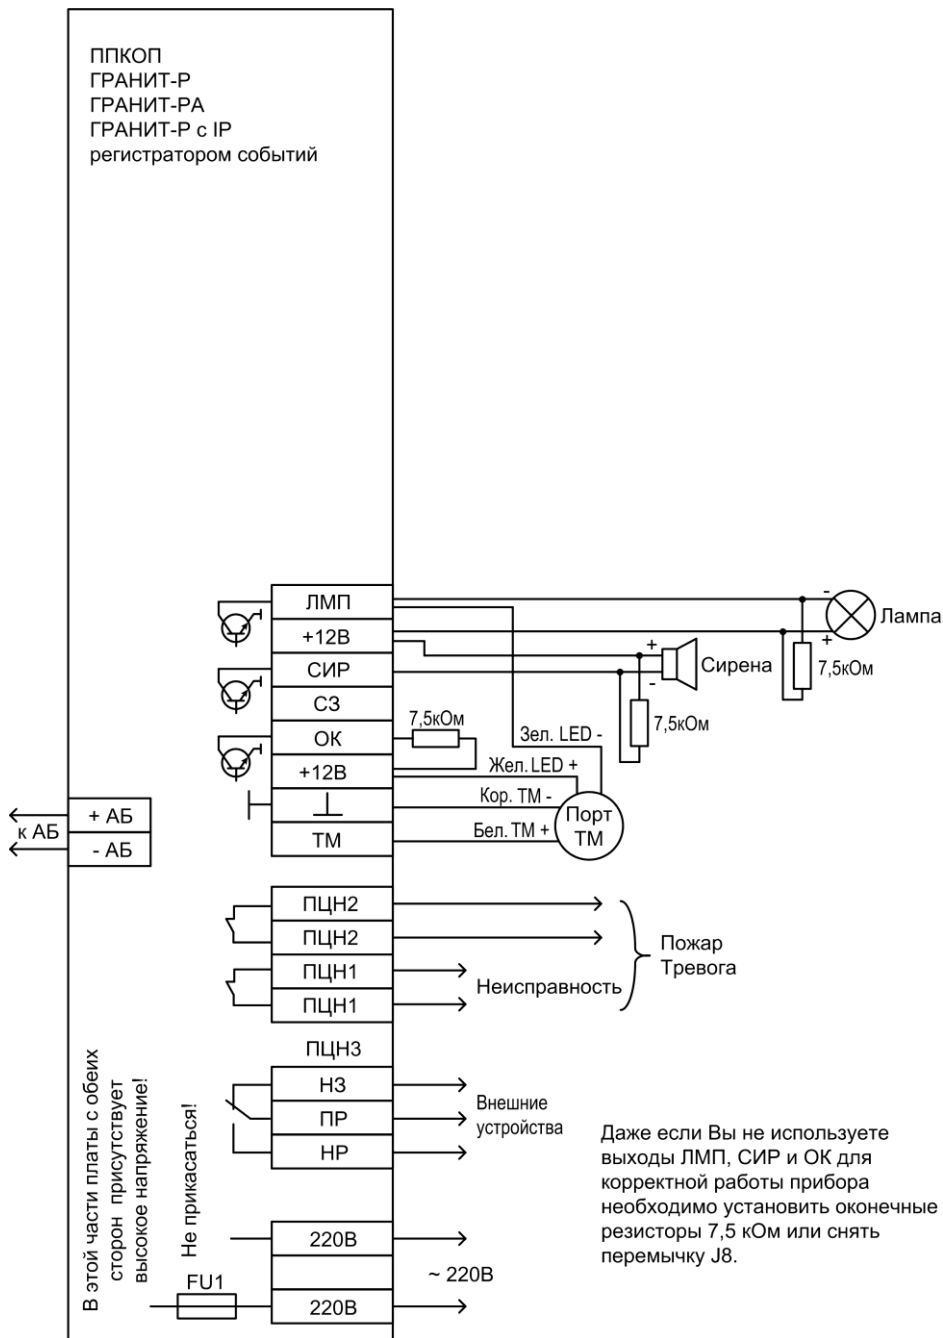 ППКОП
ГРАНИТ-Р
ГРАНИТ-РА
ГРАНИТ-Р с IP
регистратором событий
ЛМП
+12В
СИР
СЗ
ОК
+12В
ТМ
-
+
Лампа
7,5кОм
+
-
Сирена
7,5кОм
7,5кОм
Зел. LED -
Жел. LED +
Кор. ТМ -
Бел. ТМ +
Порт
ТМ
к АБ
+ АБ
- АБ
ПЦН2
ПЦН2
ПЦН1
ПЦН1
Неисправность
Пожар
Тревога
ПЦН3
НЗ
ПР
НР
Внешние
устройства
В этой части платы с обеих
сторон присутствует
высокое напряжение!
Не прикасаться!
220В
~ 220В
FU1
220В
Даже если Вы не используете
выходы ЛМП, СИР и ОК для
корректной работы прибора
необходимо установить оконечные
резисторы 7,5 кОм или снять
перемычку J8.